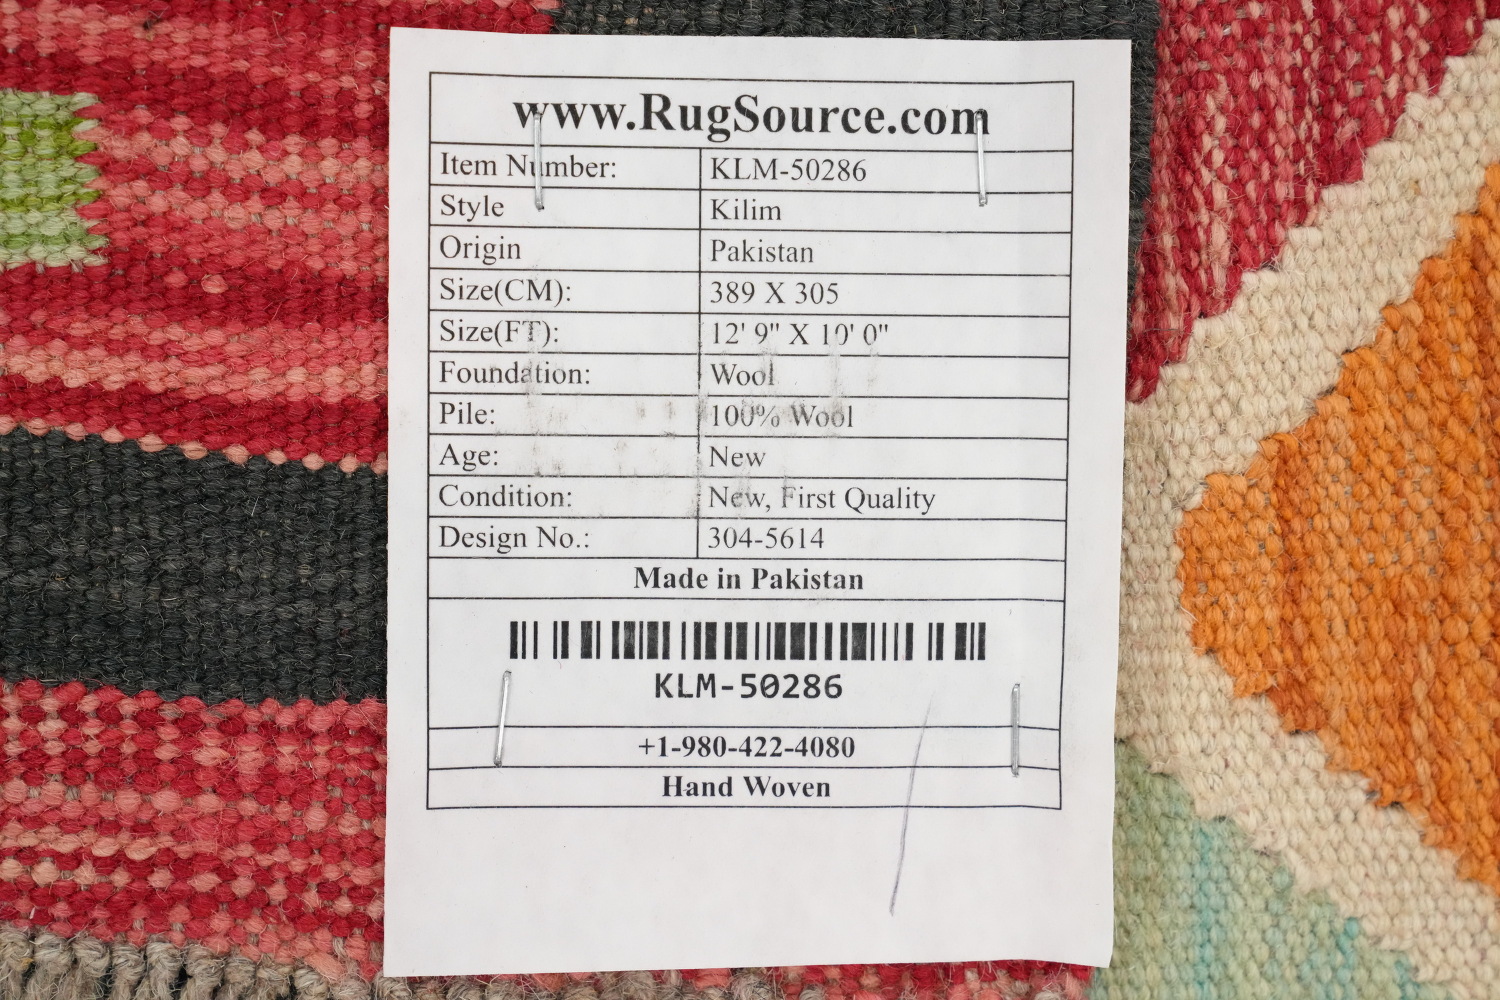 www.RugSource.com
Item Number: KLM-50286
Style Kilim
Origin Pakistan
Size(CM): 389 X 305
Size(FT): 12' 9" X 10' 0"
Foundation: Wool
Pile: 100% Wool
Age: New
Condition: New, First Quality
Design No.: 304-5614
Made in Pakistan
KLM-50286
+1-980-422-4080
Hand Woven